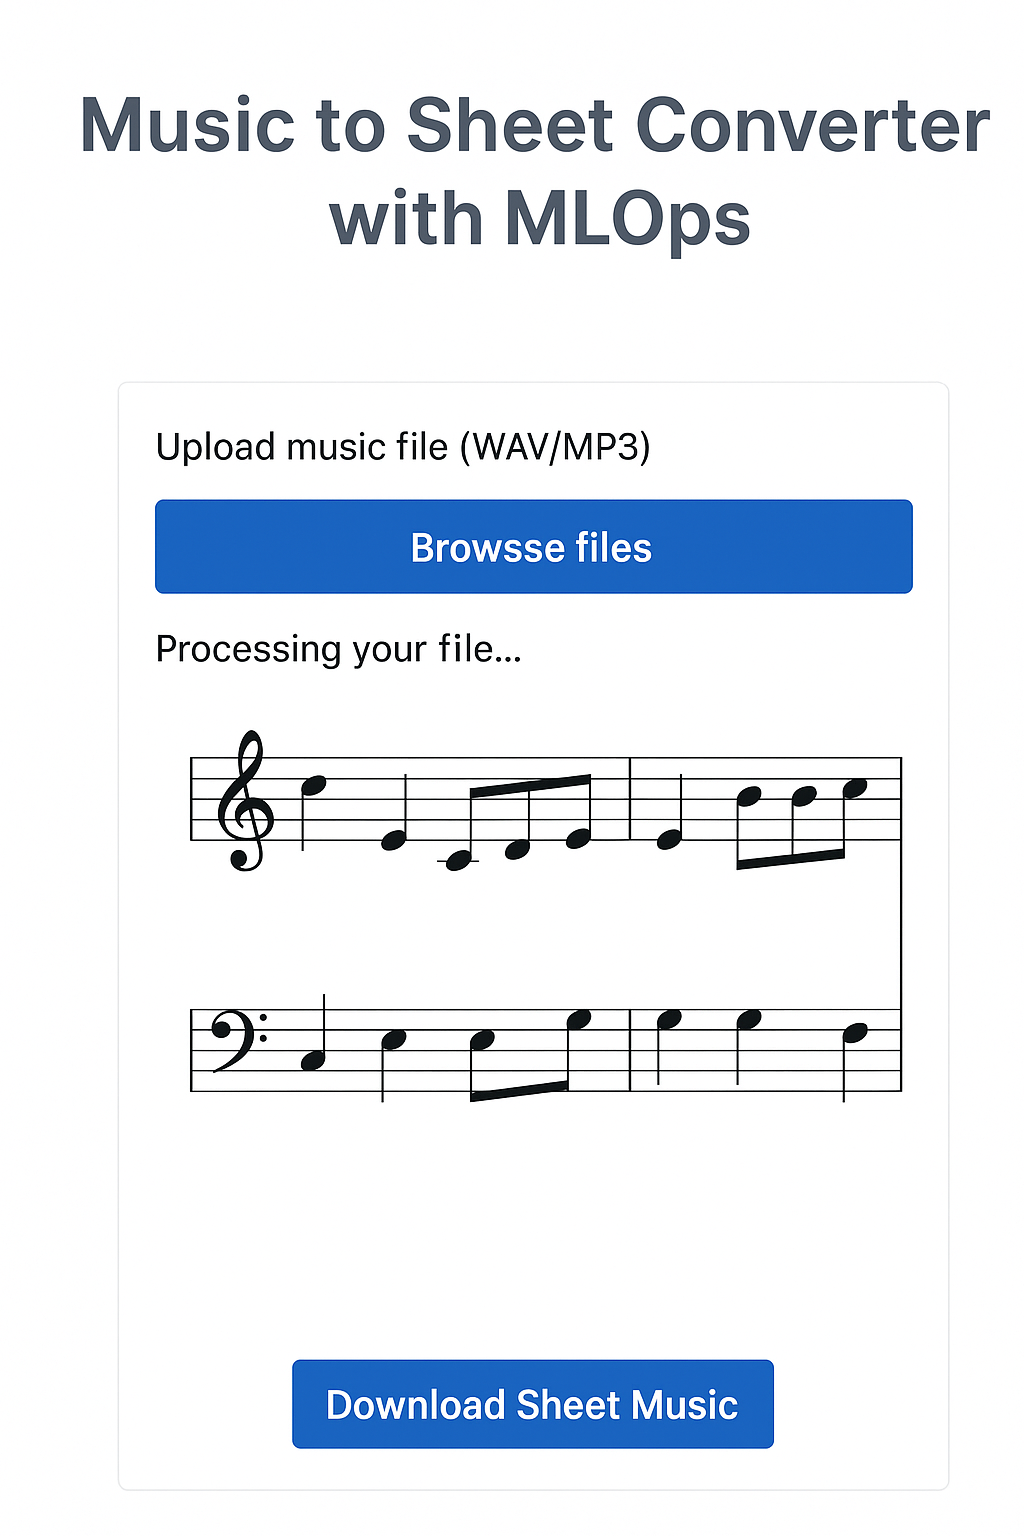 Music to Sheet Converter
with MLOps
Upload music file (WAV/MP3)
Browsse files
Processing your file...
Download Sheet Music